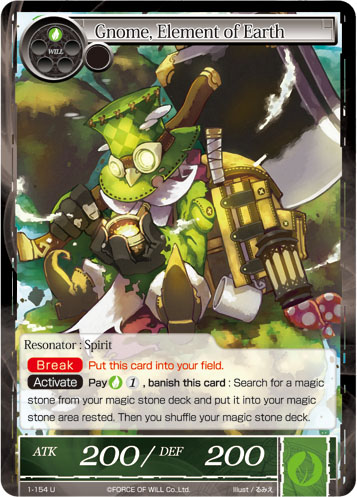 Gnome, Element of Earth
WILL
Resonator : Spirit
Break Put this card into your field.
Activate Pay 1 , banish this card : Search for a magic
stone from your magic stone deck and put it into your magic
stone area rested. Then you shuffle your magic stone deck.
1-154 U
ATK 200 / DEF 200
©FORCE OF WILL Co.,Ltd. Illust / るみえ